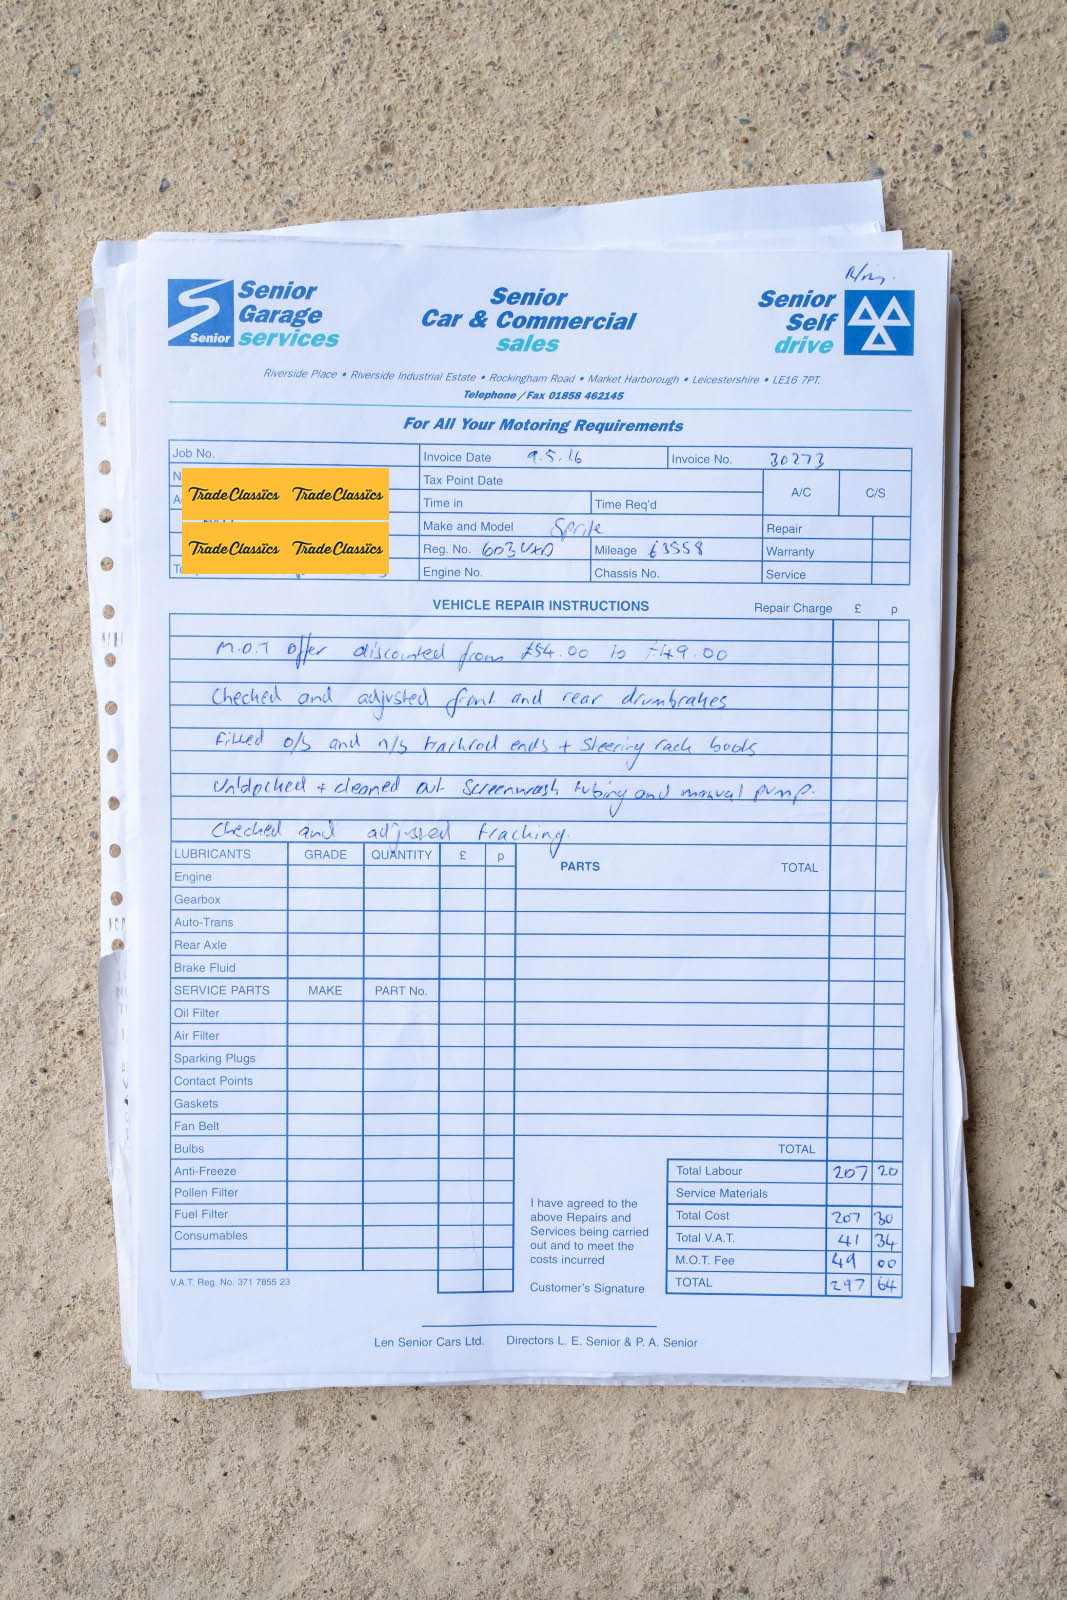 Senior Garage services
Senior
Senior Car & Commercial sales
Senior Self drive
Riverside Place • Riverside Industrial Estate • Rockingham Road • Market Harborough • Leicestershire • LE16 7PT.
Telephone / Fax 01858 462145
For All Your Motoring Requirements
Job No.
Invoice Date 9.5.16
Invoice No. 30273
TradeClassics TradeClassics
TradeClassics TradeClassics
Tax Point Date
A/C
C/S
Time in
Time Req'd
Make and Model Sprite
Repair
Reg. No. 603 UXD
Mileage 63558
Warranty
Engine No.
Chassis No.
Service
VEHICLE REPAIR INSTRUCTIONS
Repair Charge £ p
M.O.T Offer discounted from £54.00 to £49.00
Checked and adjusted front and rear drumbrakes
Fitted o/s and n/s trackrod ends + Steering rack boots
Unblocked + cleaned out Screenwash tubing and manual pump.
Checked and adjusted tracking.
LUBRICANTS GRADE QUANTITY £ p
PARTS TOTAL
Engine
Gearbox
Auto-Trans
Rear Axle
Brake Fluid
SERVICE PARTS MAKE PART No.
Oil Filter
Air Filter
Sparking Plugs
Contact Points
Gaskets
Fan Belt
Bulbs
TOTAL
Anti-Freeze
Pollen Filter
Fuel Filter
Consumables
I have agreed to the
above Repairs and
Services being carried
out and to meet the
costs incurred
Customer's Signature
Total Labour 207 20
Service Materials
Total Cost 207 30
Total V.A.T. 41 34
M.O.T. Fee 49 00
TOTAL 297 64
V.A.T. Reg. No. 371 7855 23
Len Senior Cars Ltd. Directors L. E. Senior & P. A. Senior